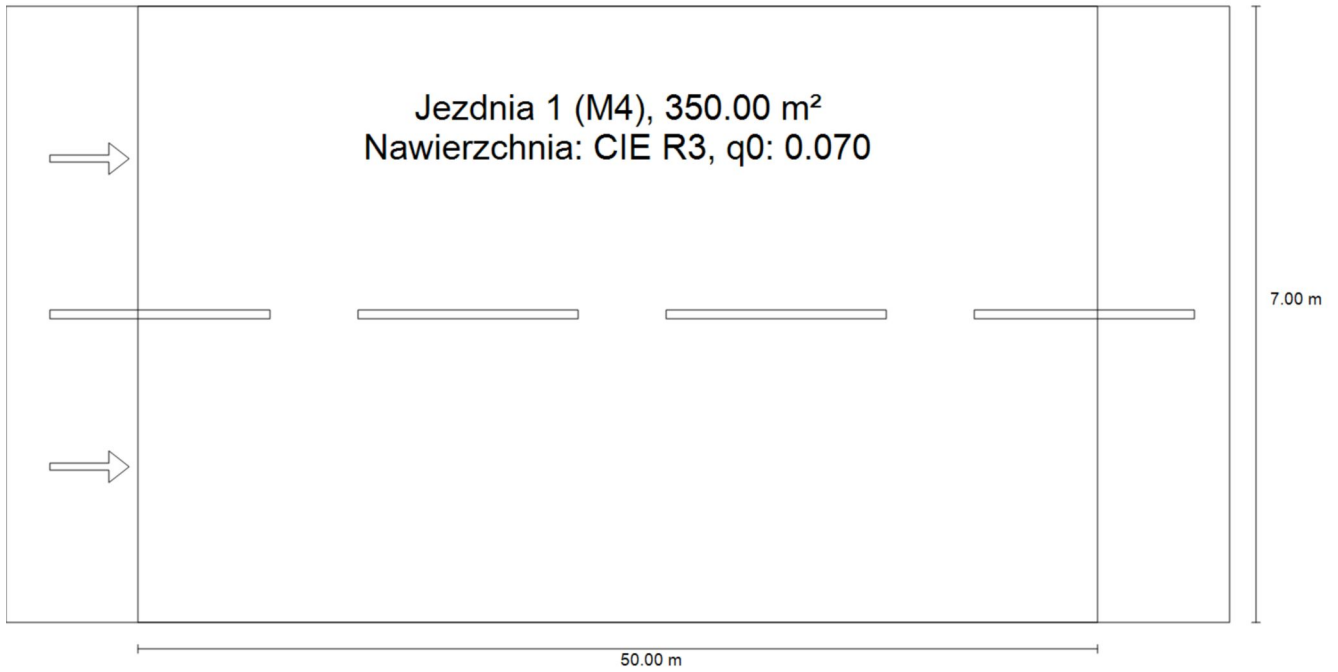 Jezdnia 1 (M4), 350.00 m²
Nawierzchnia: CIE R3, q0: 0.070
7.00 m
50.00 m